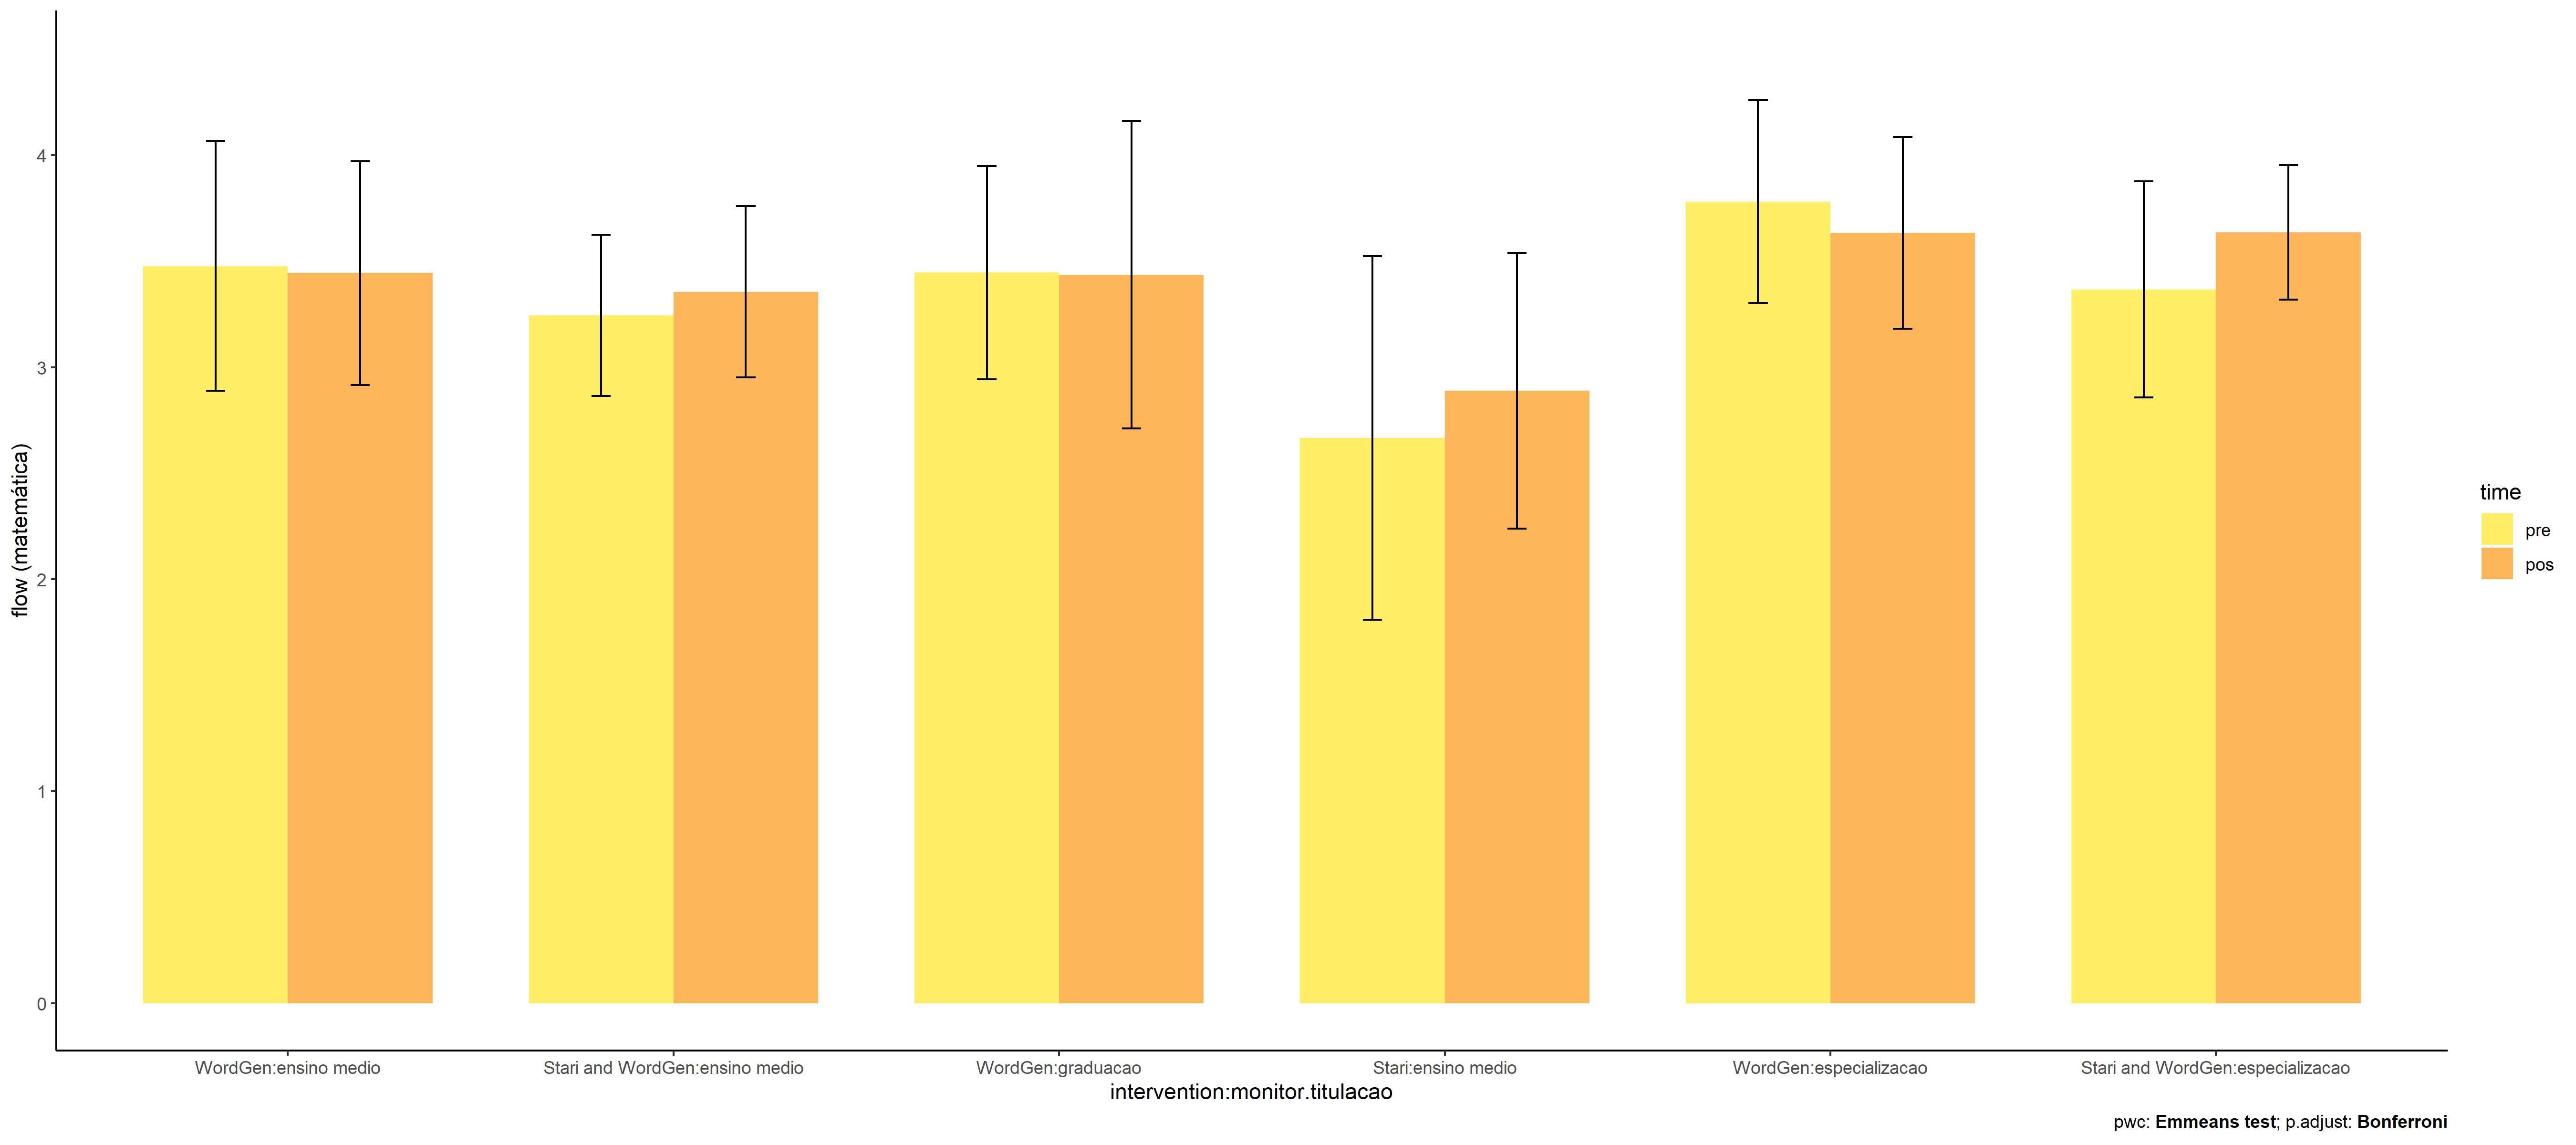 flow (matemática)
4
3
2
1
0
WordGen:ensino medio
Stari and WordGen:ensino medio
WordGen:graduacao
Stari:ensino medio
WordGen:especializacao
Stari and WordGen:especializacao
intervention:monitor.titulacao
time
pre
pos
pwc: Emmeans test; p.adjust: Bonferroni